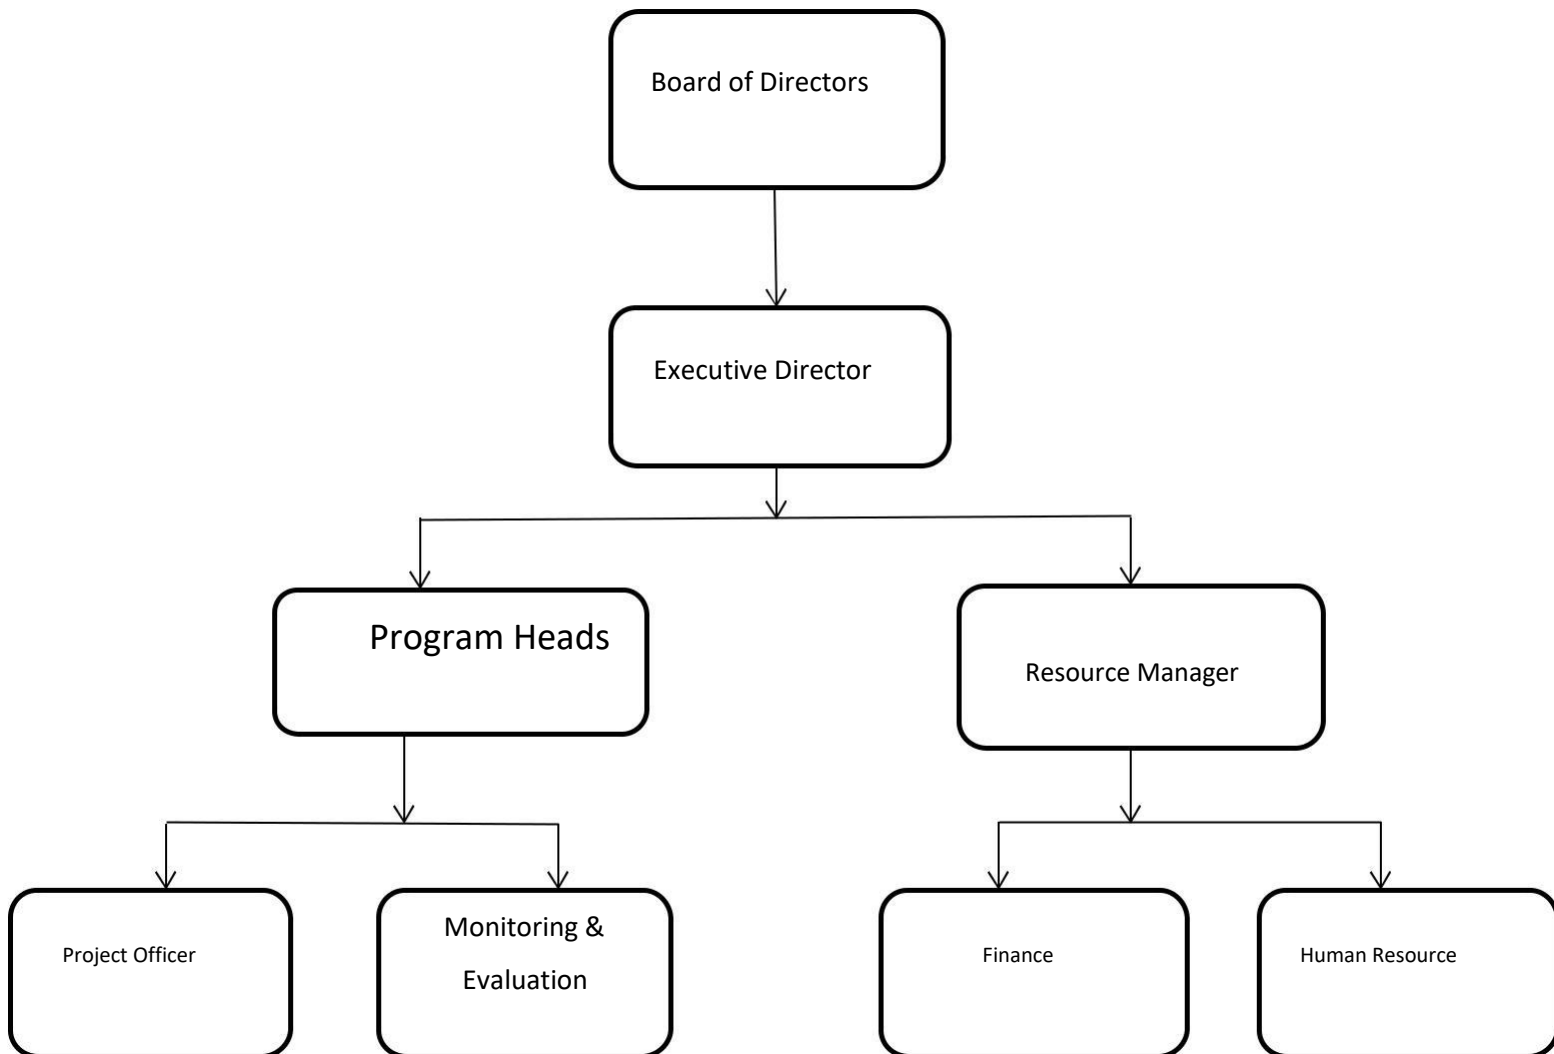 Board of Directors
Executive Director
Program Heads
Resource Manager
Project Officer
Monitoring &
Evaluation
Finance
Human Resource